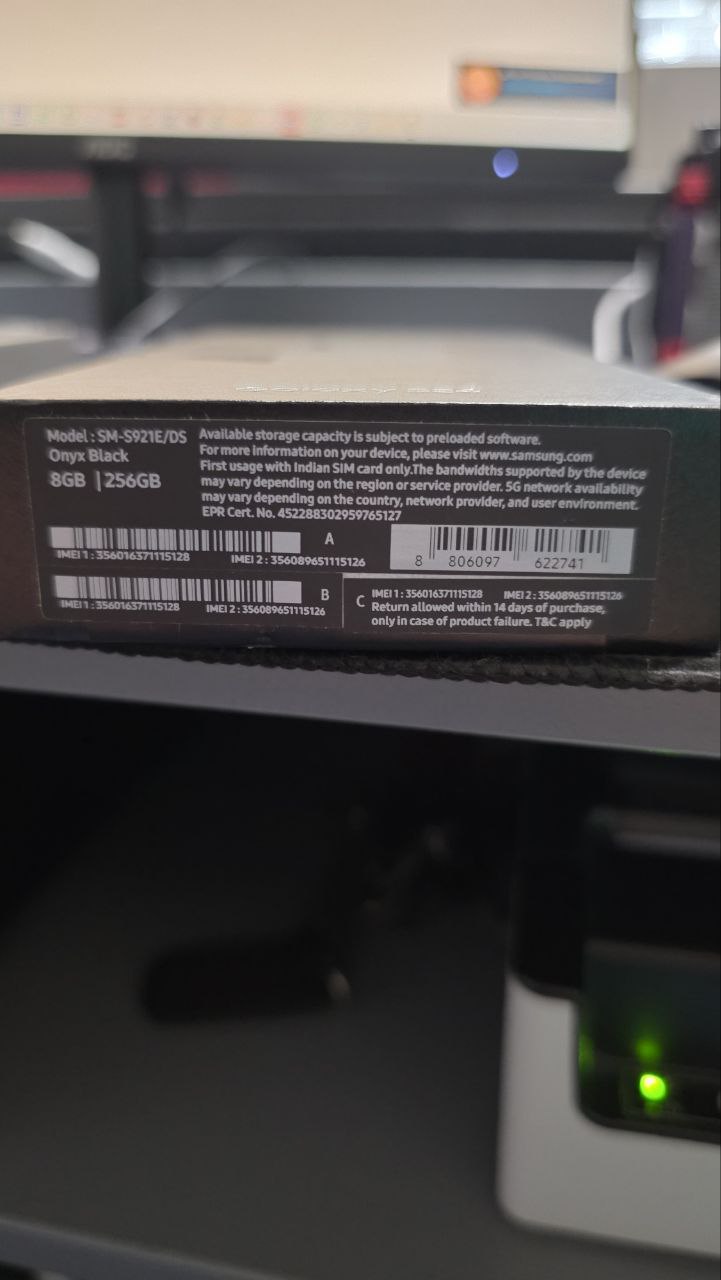 Model : SM-S921E/DS
Onyx Black
8GB | 256GB
Available storage capacity is subject to preloaded software.
For more information on your device, please visit www.samsung.com
First usage with Indian SIM card only.The bandwidths supported by the device
may vary depending on the region or service provider. 5G network availability
may vary depending on the country, network provider, and user environment.
EPR Cert. No. 452288302959765127
A
IMEI 1 : 356016371115128 IMEI 2 : 356089651115126
8 806097 622741
B
IMEI 1 : 356016371115128 IMEI 2 : 356089651115126
C
IMEI 1 : 356016371115128 IMEI 2 : 356089651115126
Return allowed within 14 days of purchase,
only in case of product failure. T&C apply